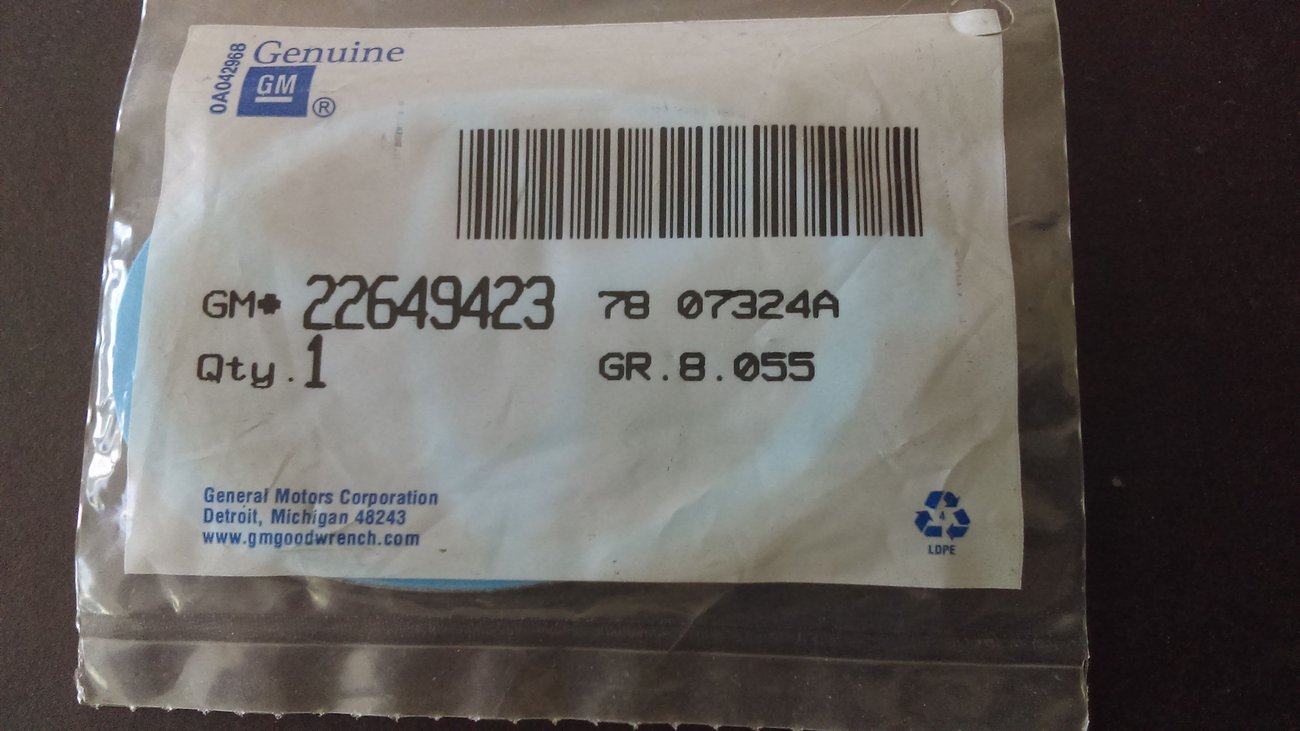 0A042968
Genuine
GM ®
GM* 22649423 78 07324A
Qty.1 GR.8.055
General Motors Corporation
Detroit, Michigan 48243
www.gmgoodwrench.com
4
LDPE